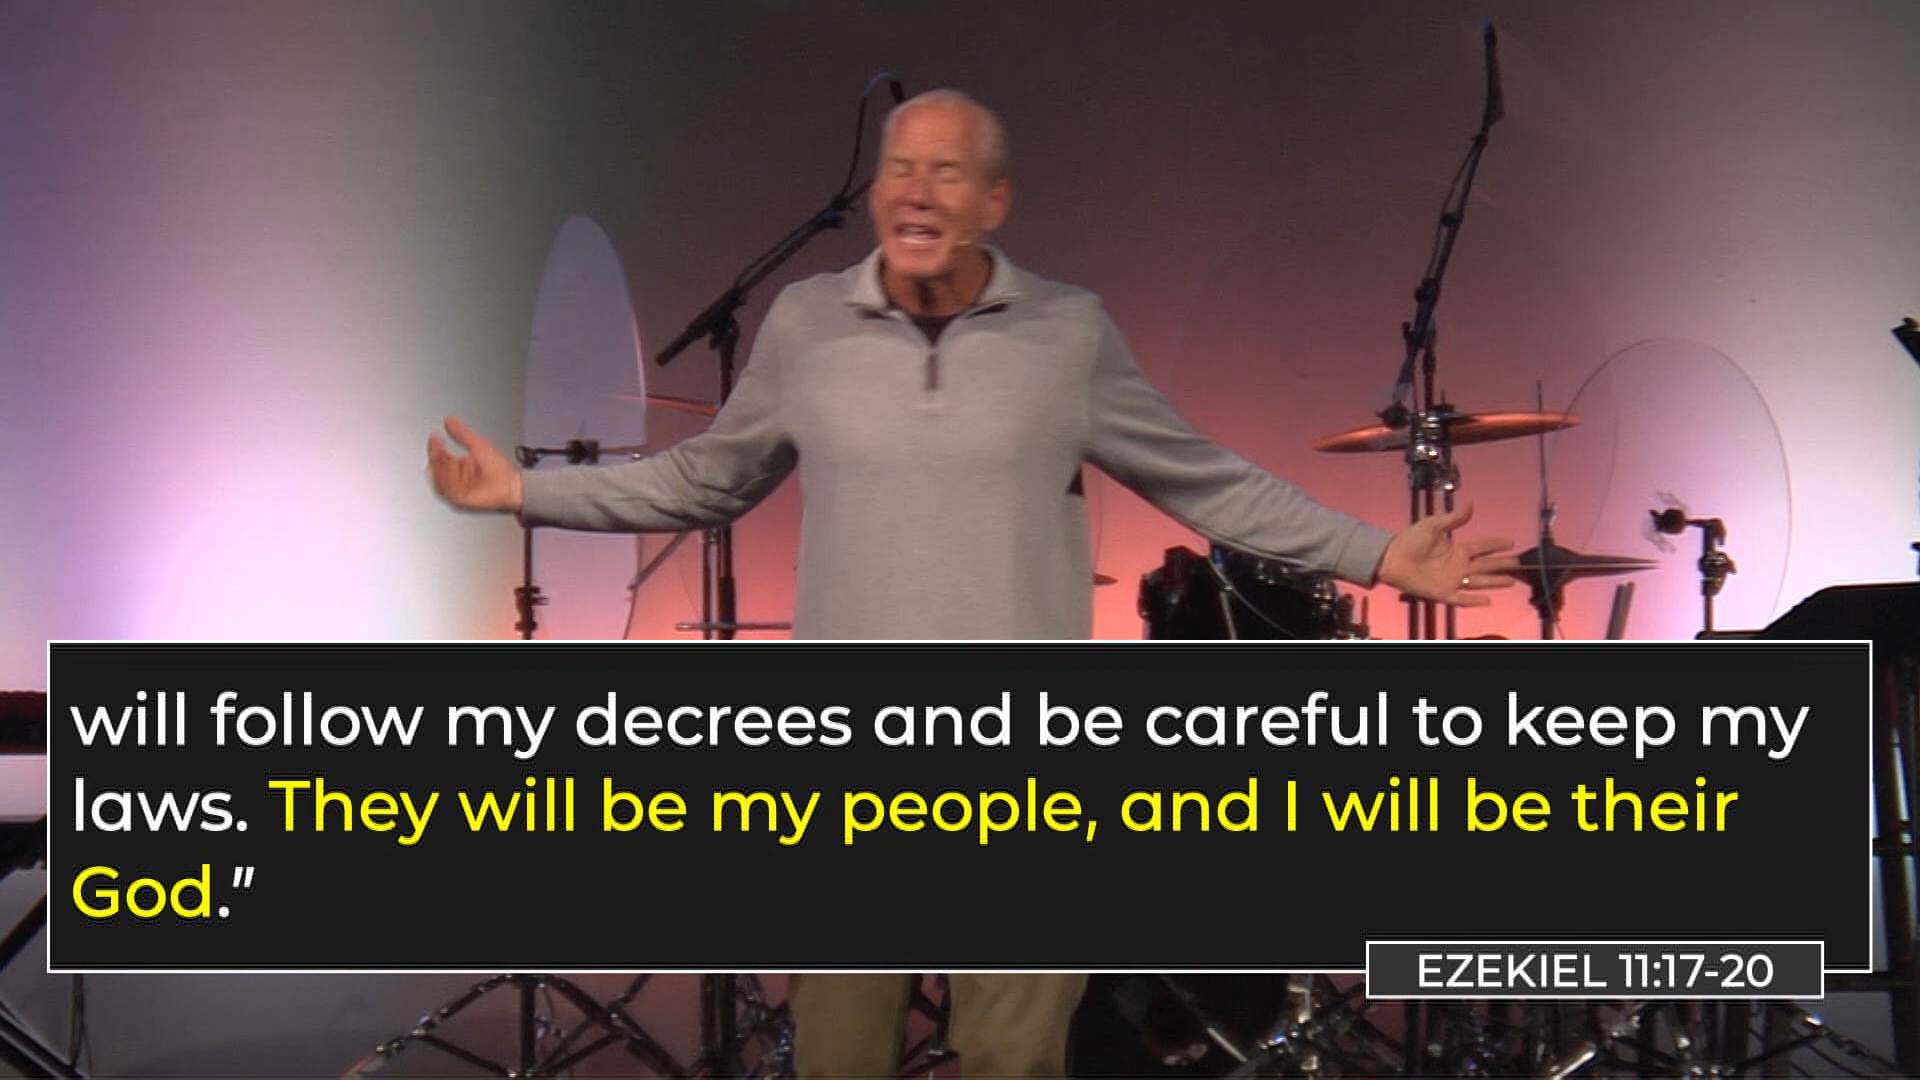 will follow my decrees and be careful to keep my
laws. They will be my people, and I will be their
God.”
EZEKIEL 11:17-20